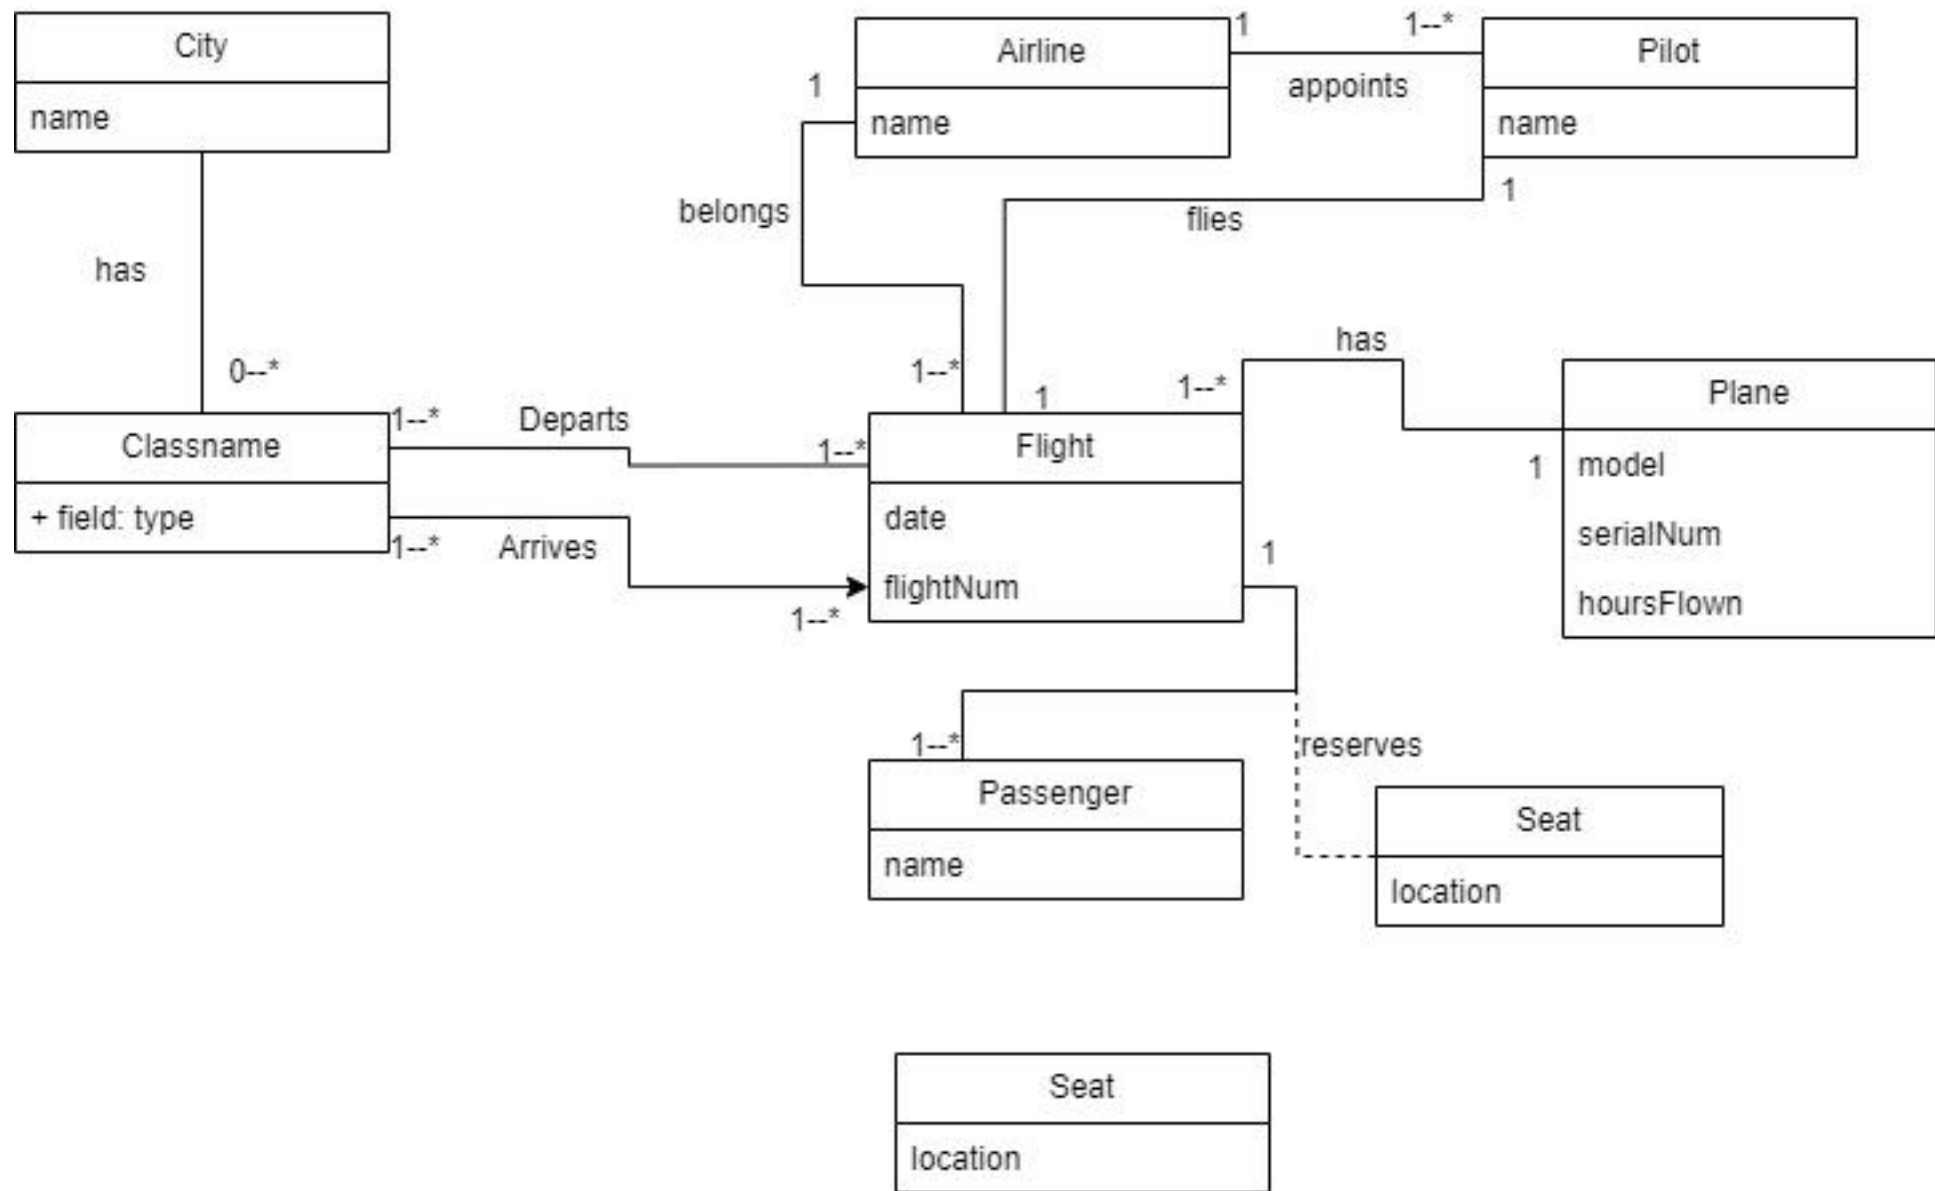 City
name
has
0--*
Classname
+ field: type
1--*
Departs
1--*
1--*
Arrives
1--*
Airline
name
1
belongs
1--*
1
appoints
1--*
Pilot
name
1
flies
1
Flight
date
flightNum
1--*
has
1
Plane
model
serialNum
hoursFlown
1
1--*
reserves
Passenger
name
Seat
location
Seat
location